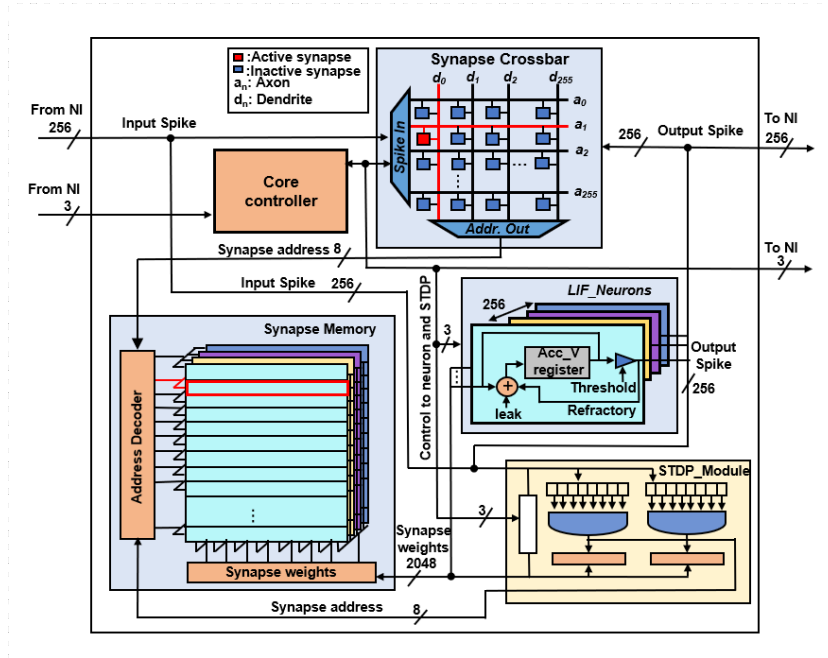 :Active synapse
:Inactive synapse
an: Axon
dn: Dendrite
Synapse Crossbar
d0 d1 d2 d255
a0
a1
a2
a255
Spike In
Addr. Out
From NI
256
Input Spike
256
Output Spike
To NI
256
From NI
3
Core
controller
To NI
3
Synapse address 8
Input Spike 256
Control to neuron and STDP
3
LIF_Neurons
256
Acc_V
register
+
leak
Threshold
Refractory
Output
Spike
256
Synapse Memory
Address Decoder
Synapse weights
Synapse
weights
2048
STDP_Module
3
Synapse address 8